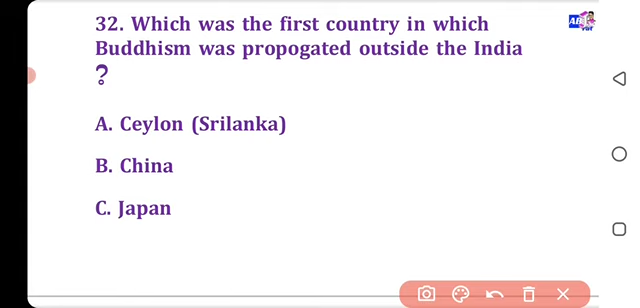 32. Which was the first country in which
Buddhism was propogated outside the India
?
A. Ceylon (Srilanka)
B. China
C. Japan